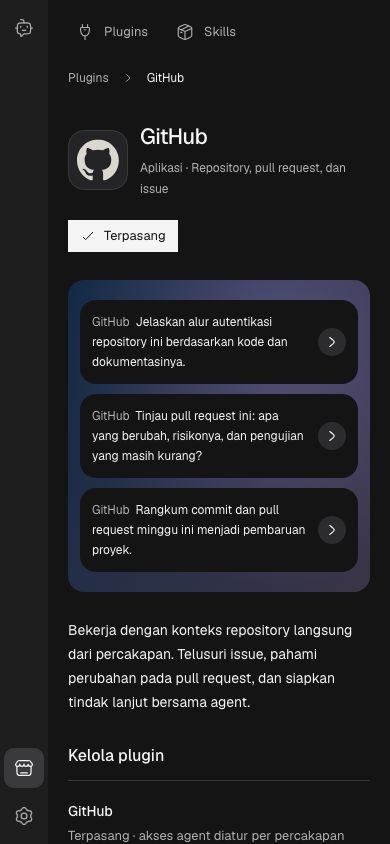 Plugins Skills
Plugins GitHub
GitHub
Aplikasi · Repository, pull request, dan
issue
Terpasang
GitHub Jelaskan alur autentikasi
repository ini berdasarkan kode dan
dokumentasinya.
GitHub Tinjau pull request ini: apa
yang berubah, risikonya, dan pengujian
yang masih kurang?
GitHub Rangkum commit dan pull
request minggu ini menjadi pembaruan
proyek.
Bekerja dengan konteks repository langsung
dari percakapan. Telusuri issue, pahami
perubahan pada pull request, dan siapkan
tindak lanjut bersama agent.
Kelola plugin
GitHub
Terpasang · akses agent diatur per percakapan